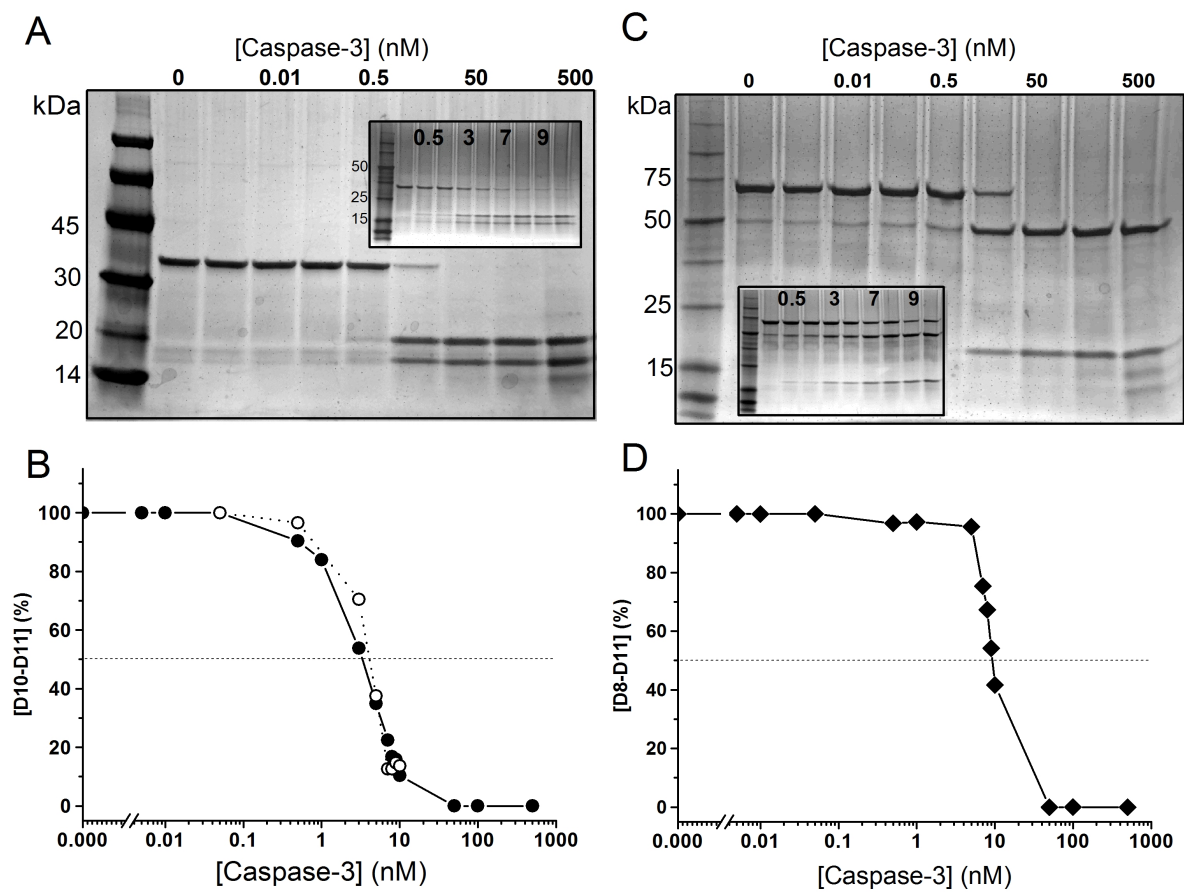 A
[Caspase-3] (nM)
0 0.01 0.5 50 500
kDa
45
30
20
14
0.5 3 7 9
50
25
15
C
[Caspase-3] (nM)
0 0.01 0.5 50 500
kDa
75
50
25
15
0.5 3 7 9
B
[D10-D11] (%)
100
80
60
40
20
0
0.000 0.01 0.1 1 10 100 1000
[Caspase-3] (nM)
D
[D8-D11] (%)
100
80
60
40
20
0
0.000 0.01 0.1 1 10 100 1000
[Caspase-3] (nM)